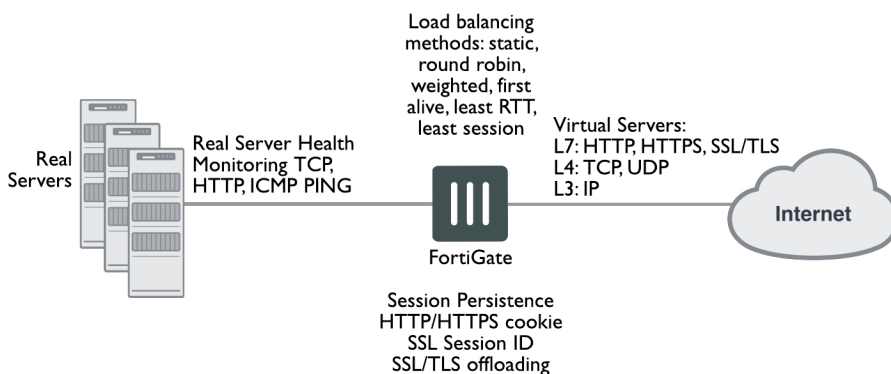 Load balancing
methods: static,
round robin,
weighted, first
alive, least RTT,
least session
Real
Servers
Real Server Health
Monitoring TCP,
HTTP, ICMP PING
Virtual Servers:
L7: HTTP, HTTPS, SSL/TLS
L4: TCP, UDP
L3: IP
Internet
FortiGate
Session Persistence
HTTP/HTTPS cookie
SSL Session ID
SSL/TLS offloading